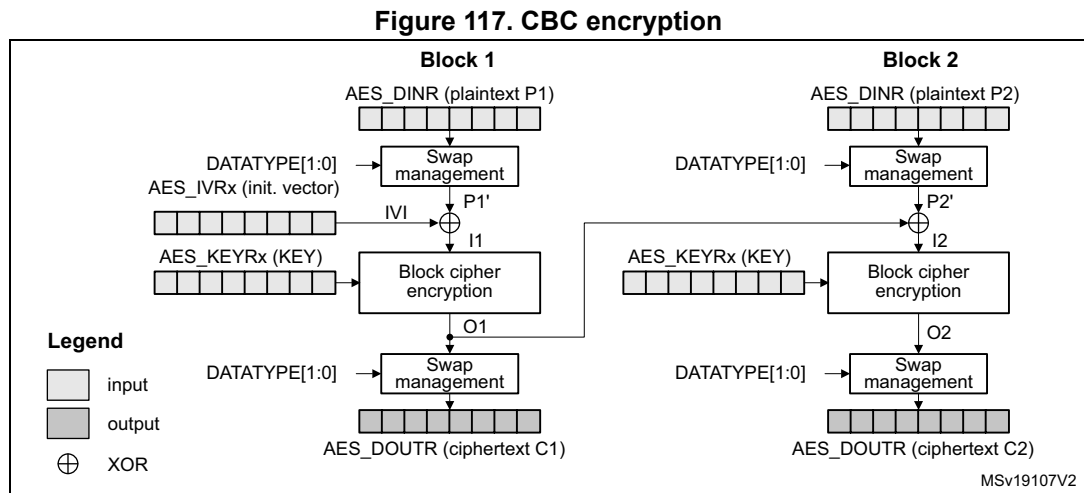 Figure 117. CBC encryption
Block 1
AES_DINR (plaintext P1)
DATATYPE[1:0]
Swap
management
AES_IVRx (init. vector)
P1'
IVI
I1
AES_KEYRx (KEY)
Block cipher
encryption
O1
DATATYPE[1:0]
Swap
management
AES_DOUTR (ciphertext C1)
Block 2
AES_DINR (plaintext P2)
DATATYPE[1:0]
Swap
management
P2'
I2
AES_KEYRx (KEY)
Block cipher
encryption
O2
DATATYPE[1:0]
Swap
management
AES_DOUTR (ciphertext C2)
Legend
input
output
XOR
MSv19107V2